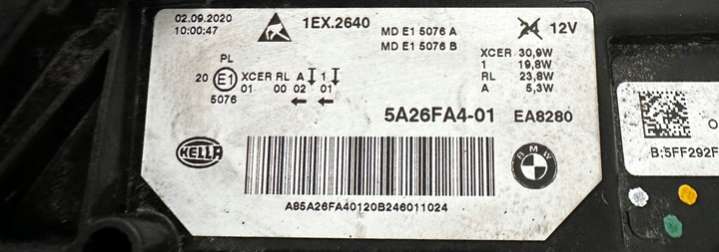 02.09.2020
10:00:47
1EX.2640
MD E1 5076 A
MD E1 5076 B
24 12V
XCER 30,9W
1 19,8W
RL 23,8W
A 5,3W
PL
20 E1 XCER RL A 1
01 00 02 01
5076
5A26FA4-01 EA8280
HELLA
BMW
A85A26FA40120B246011024
B:5FF292F